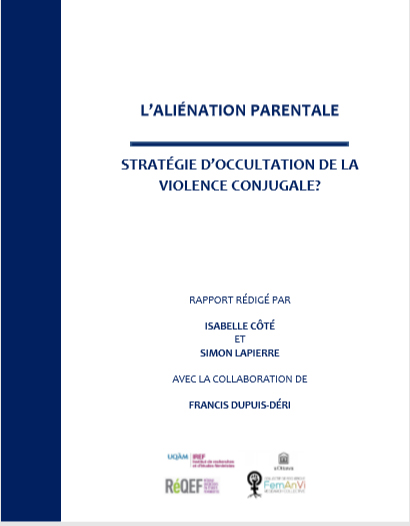 L'ALIÉNATION PARENTALE
STRATÉGIE D'OCCULTATION DE LA
VIOLENCE CONJUGALE?
RAPPORT RÉDIGÉ PAR
ISABELLE CÔTÉ
ET
SIMON LAPIERRE
AVEC LA COLLABORATION DE
FRANCIS DUPUIS-DÉRI
UQÀM
IREF
RéQEF
FemAnVi